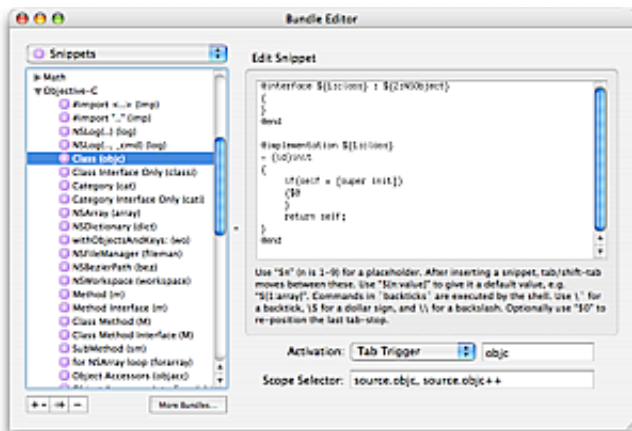 Bundle Editor
Snippets
Math
Objective-C
#import <...> (imp)
#import "..." (imp)
NSLog(..) (log)
NSLog(.., _cmd) (log)
Class (objc)
Class Interface Only (classi)
Category (cat)
Category Interface Only (cati)
NSArray (array)
NSDictionary (dict)
withObjectsAndKeys: (wo)
NSFileManager (fileman)
NSBezierPath (bez)
NSWorkspace (workspace)
Method (m)
Method Interface (m)
Class Method (M)
Class Method Interface (M)
SubMethod (sm)
for NSArray loop (forarray)
Object Accessors (objacc)
More Bundles...
Edit Snippet
@interface ${1:class} : ${2:NSObject}
{
}
@end
@implementation ${1:class}
- (id)init
{
if(self = [super init])
{$0
}
return self;
}
@end
Use "$n" (n is 1-9) for a placeholder. After inserting a snippet, tab/shift-tab
moves between these. Use "${n:value}" to give it a default value, e.g.
"${1:array}". Commands in `backticks` are executed by the shell. Use \` for
a backtick, \$ for a dollar sign, and \\ for a backslash. Optionally use "$0" to
re-position the last tab-stop.
Activation: Tab Trigger objc
Scope Selector: source.objc, source.objc++